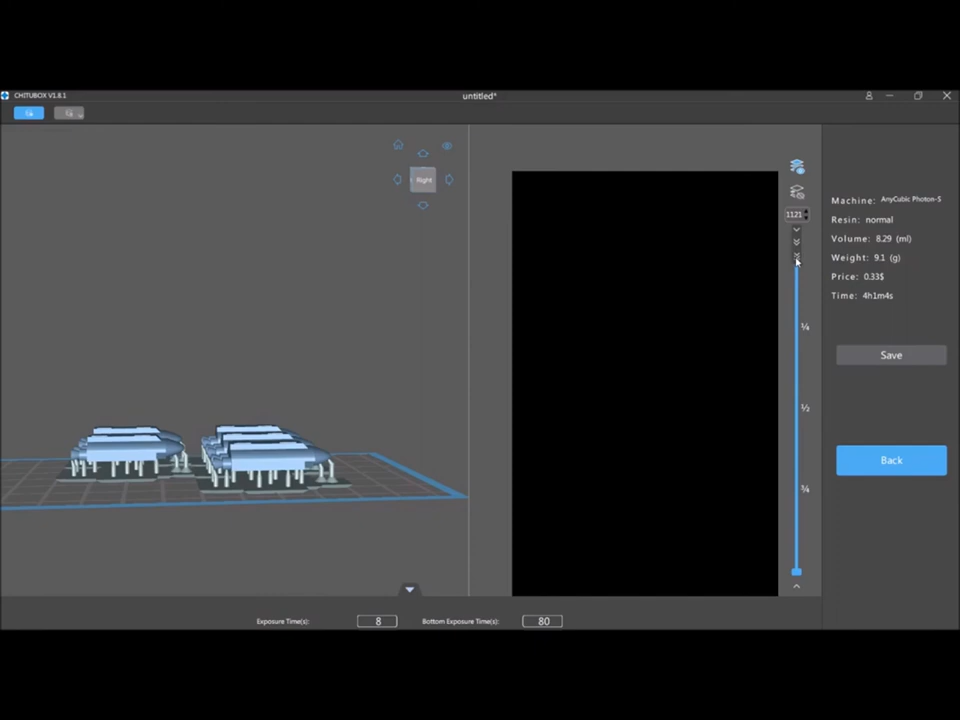 CHITUBOX V1.8.1
untitled*
Right
1121
¼
½
¾
Machine: AnyCubic Photon-S
Resin: normal
Volume: 8.29 (ml)
Weight: 9.1 (g)
Price: 0.33$
Time: 4h1m4s
Save
Back
Exposure Time(s): 8 Bottom Exposure Time(s): 80